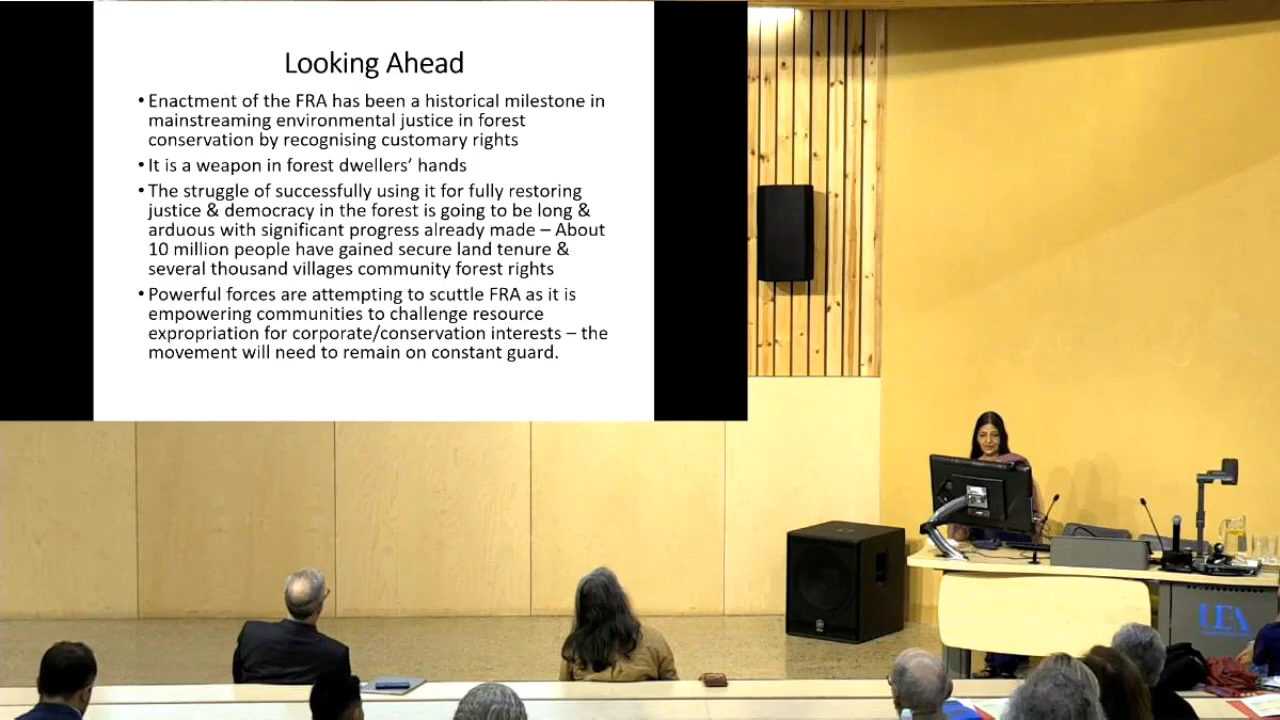 Looking Ahead
• Enactment of the FRA has been a historical milestone in
mainstreaming environmental justice in forest
conservation by recognising customary rights
• It is a weapon in forest dwellers’ hands
• The struggle of successfully using it for fully restoring
justice & democracy in the forest is going to be long &
arduous with significant progress already made – About
10 million people have gained secure land tenure &
several thousand villages community forest rights
• Powerful forces are attempting to scuttle FRA as it is
empowering communities to challenge resource
expropriation for corporate/conservation interests – the
movement will need to remain on constant guard.
UEA